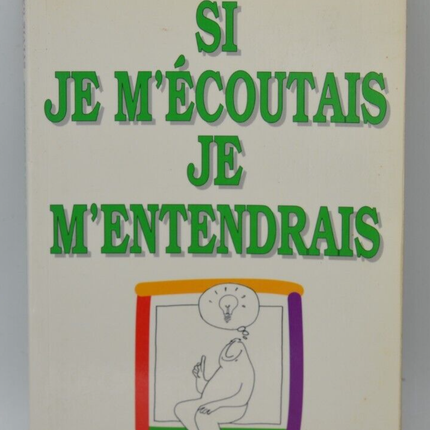 SI
JE M'ÉCOUTAIS
JE
M'ENTENDRAIS